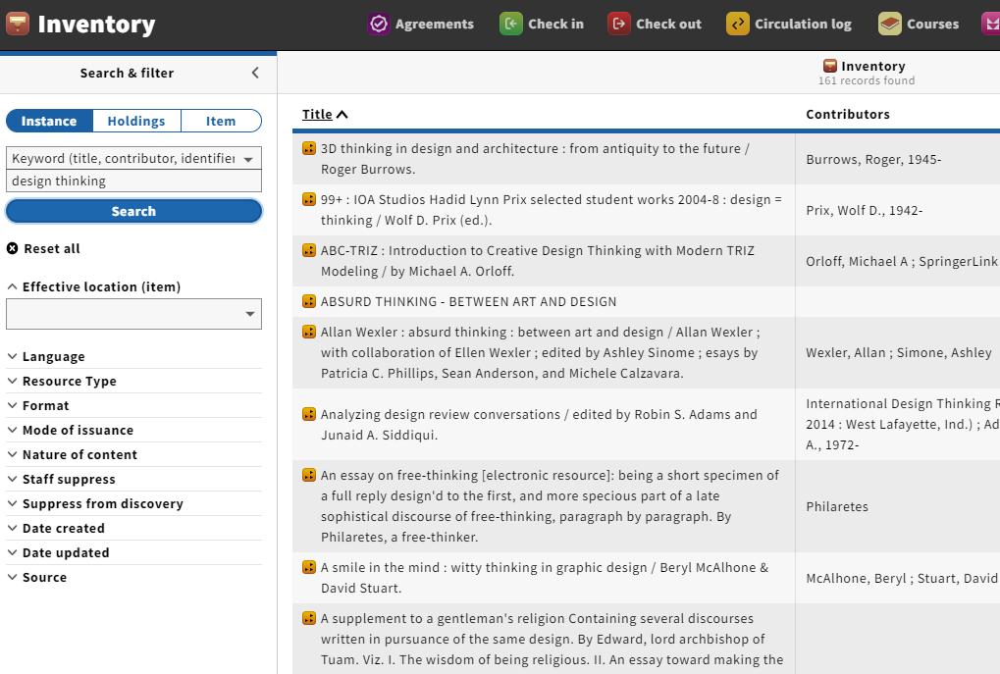 Inventory
Agreements
Check in
Check out
Circulation log
Courses
Search & filter
Inventory
161 records found
Instance
Holdings
Item
Keyword (title, contributor, identifier
design thinking
Search
Reset all
Effective location (item)
Language
Resource Type
Format
Mode of issuance
Nature of content
Staff suppress
Suppress from discovery
Date created
Date updated
Source
Title
Contributors
3D thinking in design and architecture : from antiquity to the future /
Roger Burrows.
Burrows, Roger, 1945-
99+ : IOA Studios Hadid Lynn Prix selected student works 2004-8 : design =
thinking / Wolf D. Prix (ed.).
Prix, Wolf D., 1942-
ABC-TRIZ : Introduction to Creative Design Thinking with Modern TRIZ
Modeling / by Michael A. Orloff.
Orloff, Michael A ; SpringerLink
ABSURD THINKING - BETWEEN ART AND DESIGN
Allan Wexler : absurd thinking : between art and design / Allan Wexler ;
with collaboration of Ellen Wexler ; edited by Ashley Sinome ; esays by
Patricia C. Phillips, Sean Anderson, and Michele Calzavara.
Wexler, Allan ; Simone, Ashley
Analyzing design review conversations / edited by Robin S. Adams and
Junaid A. Siddiqui.
International Design Thinking R
2014 : West Lafayette, Ind.) ; Ad
A., 1972-
An essay on free-thinking [electronic resource]: being a short specimen of
a full reply design'd to the first, and more specious part of a late
sophistical discourse of free-thinking, paragraph by paragraph. By
Philaretes, a free-thinker.
Philaretes
A smile in the mind : witty thinking in graphic design / Beryl McAlhone &
David Stuart.
McAlhone, Beryl ; Stuart, David
A supplement to a gentleman's religion Containing several discourses
written in pursuance of the same design. By Edward, lord archbishop of
Tuam. Viz. I. The wisdom of being religious. II. An essay toward making the